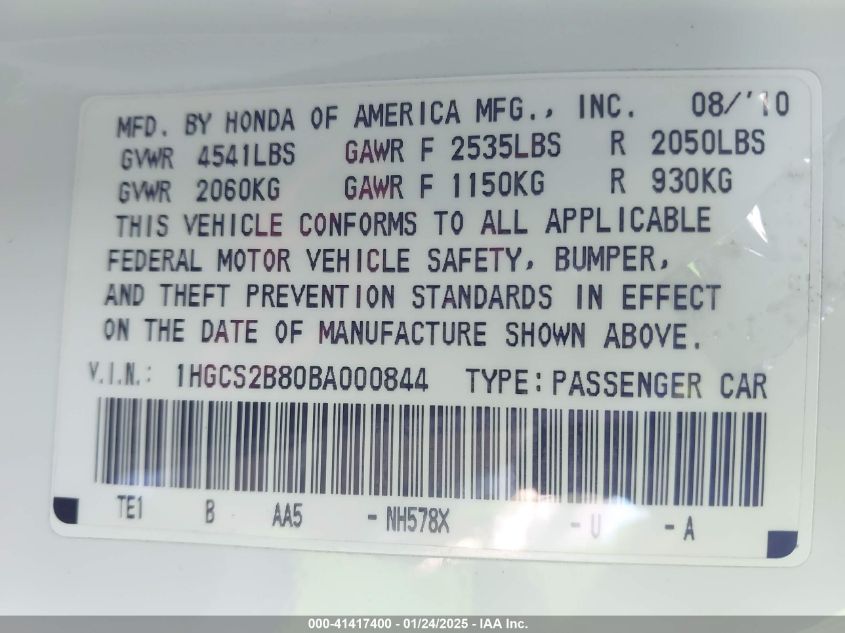 MFD. BY HONDA OF AMERICA MFG., INC. 08/'10
GVWR 4541LBS GAWR F 2535LBS R 2050LBS
GVWR 2060KG GAWR F 1150KG R 930KG
THIS VEHICLE CONFORMS TO ALL APPLICABLE
FEDERAL MOTOR VEHICLE SAFETY, BUMPER,
AND THEFT PREVENTION STANDARDS IN EFFECT
ON THE DATE OF MANUFACTURE SHOWN ABOVE.
V.I.N.: 1HGCS2B80BA000844 TYPE: PASSENGER CAR
TE1 B AA5 - NH578X - U - A
000-41417400 - 01/24/2025 - IAA Inc.